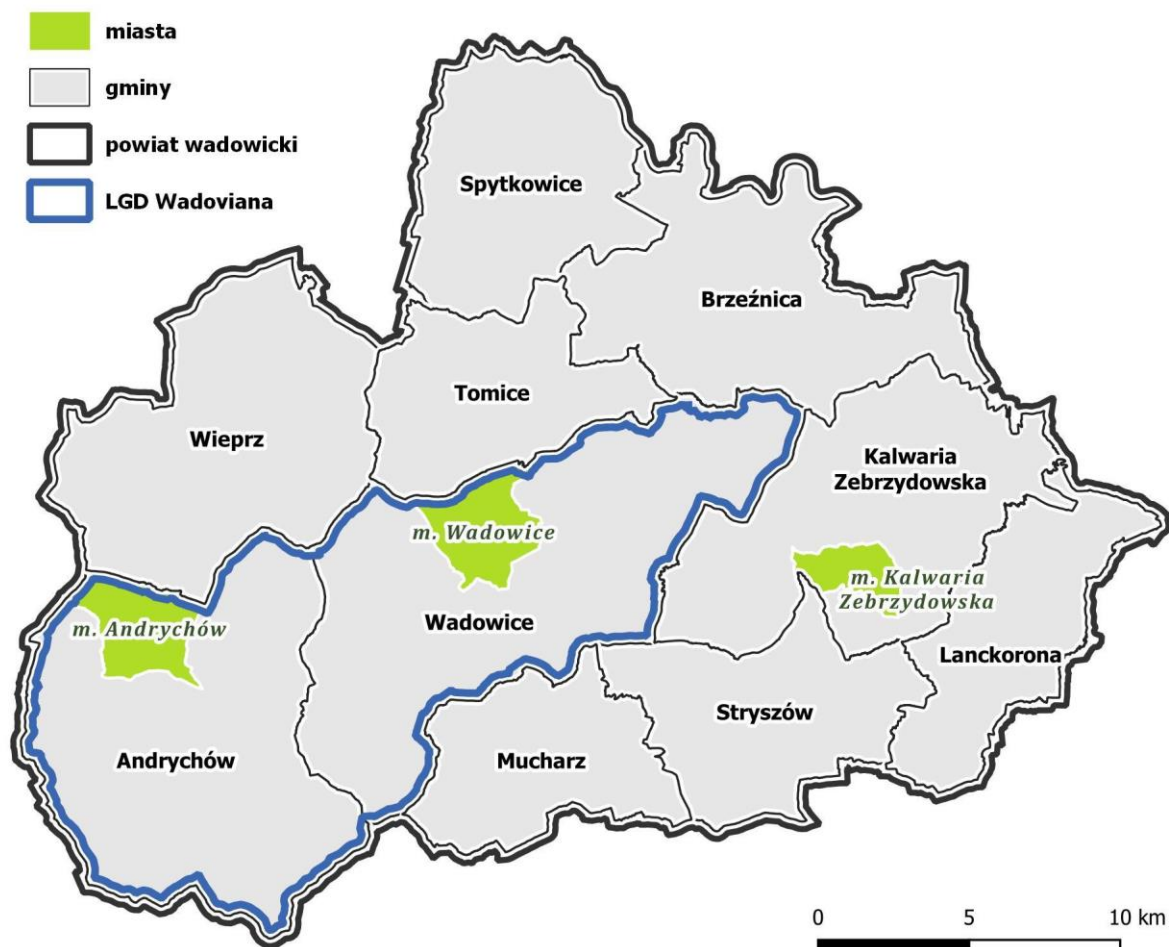 miasta
gminy
powiat wadowicki
LGD Wadoviana
Spytkowice
Brzeźnica
Tomice
Wieprz
Kalwaria
Zebrzydowska
m. Wadowice
m. Kalwaria
Zebrzydowska
m. Andrychów
Wadowice
Lanckorona
Stryszów
Andrychów
Mucharz
0 5 10 km